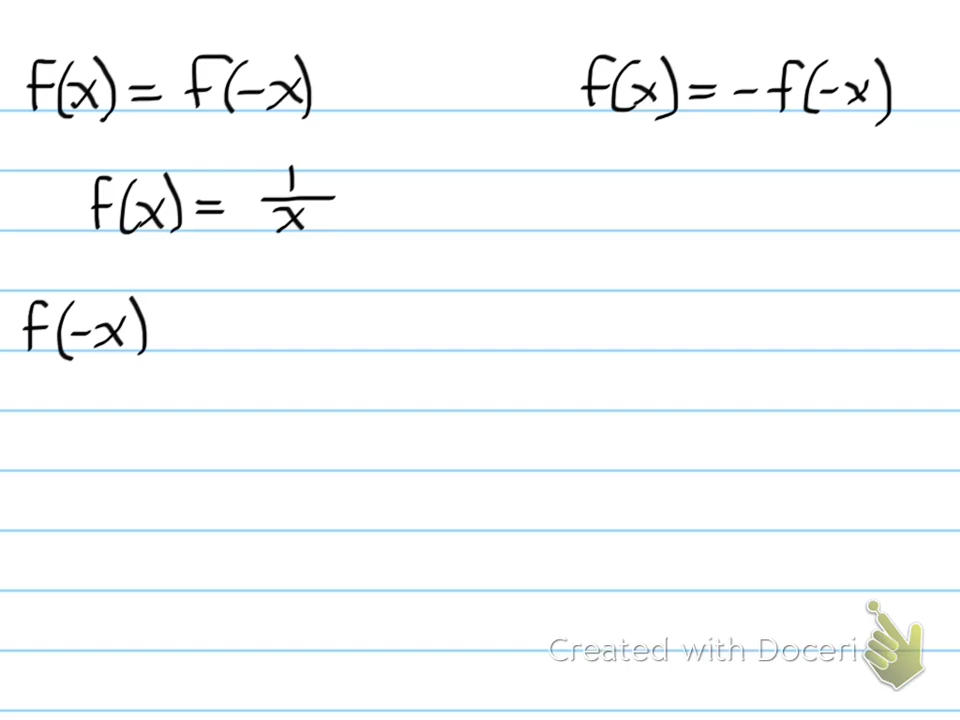 f(x) = f(-x) f(x) = -f(-x)
f(x) = 1/x
f(-x)
Created with Doceri